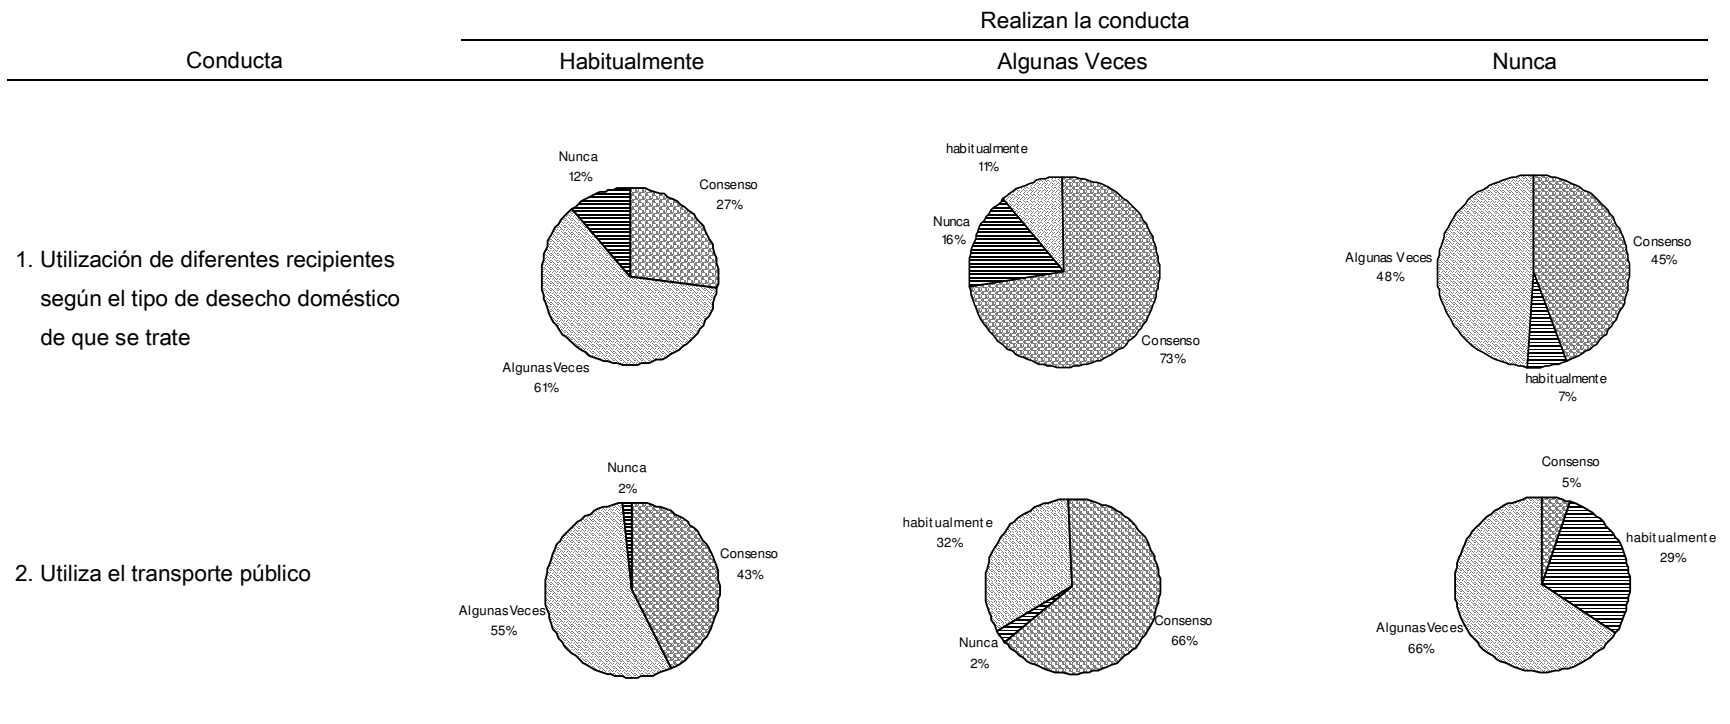 Realizan la conducta
Conducta
Habitualmente
Algunas Veces
Nunca
1. Utilización de diferentes recipientes
según el tipo de desecho doméstico
de que se trate
Nunca
12%
Consenso
27%
Algunas Veces
61%
habitualmente
11%
Nunca
16%
Consenso
73%
Algunas Veces
48%
Consenso
45%
habitualmente
7%
2. Utiliza el transporte público
Nunca
2%
Consenso
43%
Algunas Veces
55%
habitualmente
32%
Nunca
2%
Consenso
66%
Consenso
5%
habitualmente
29%
Algunas Veces
66%